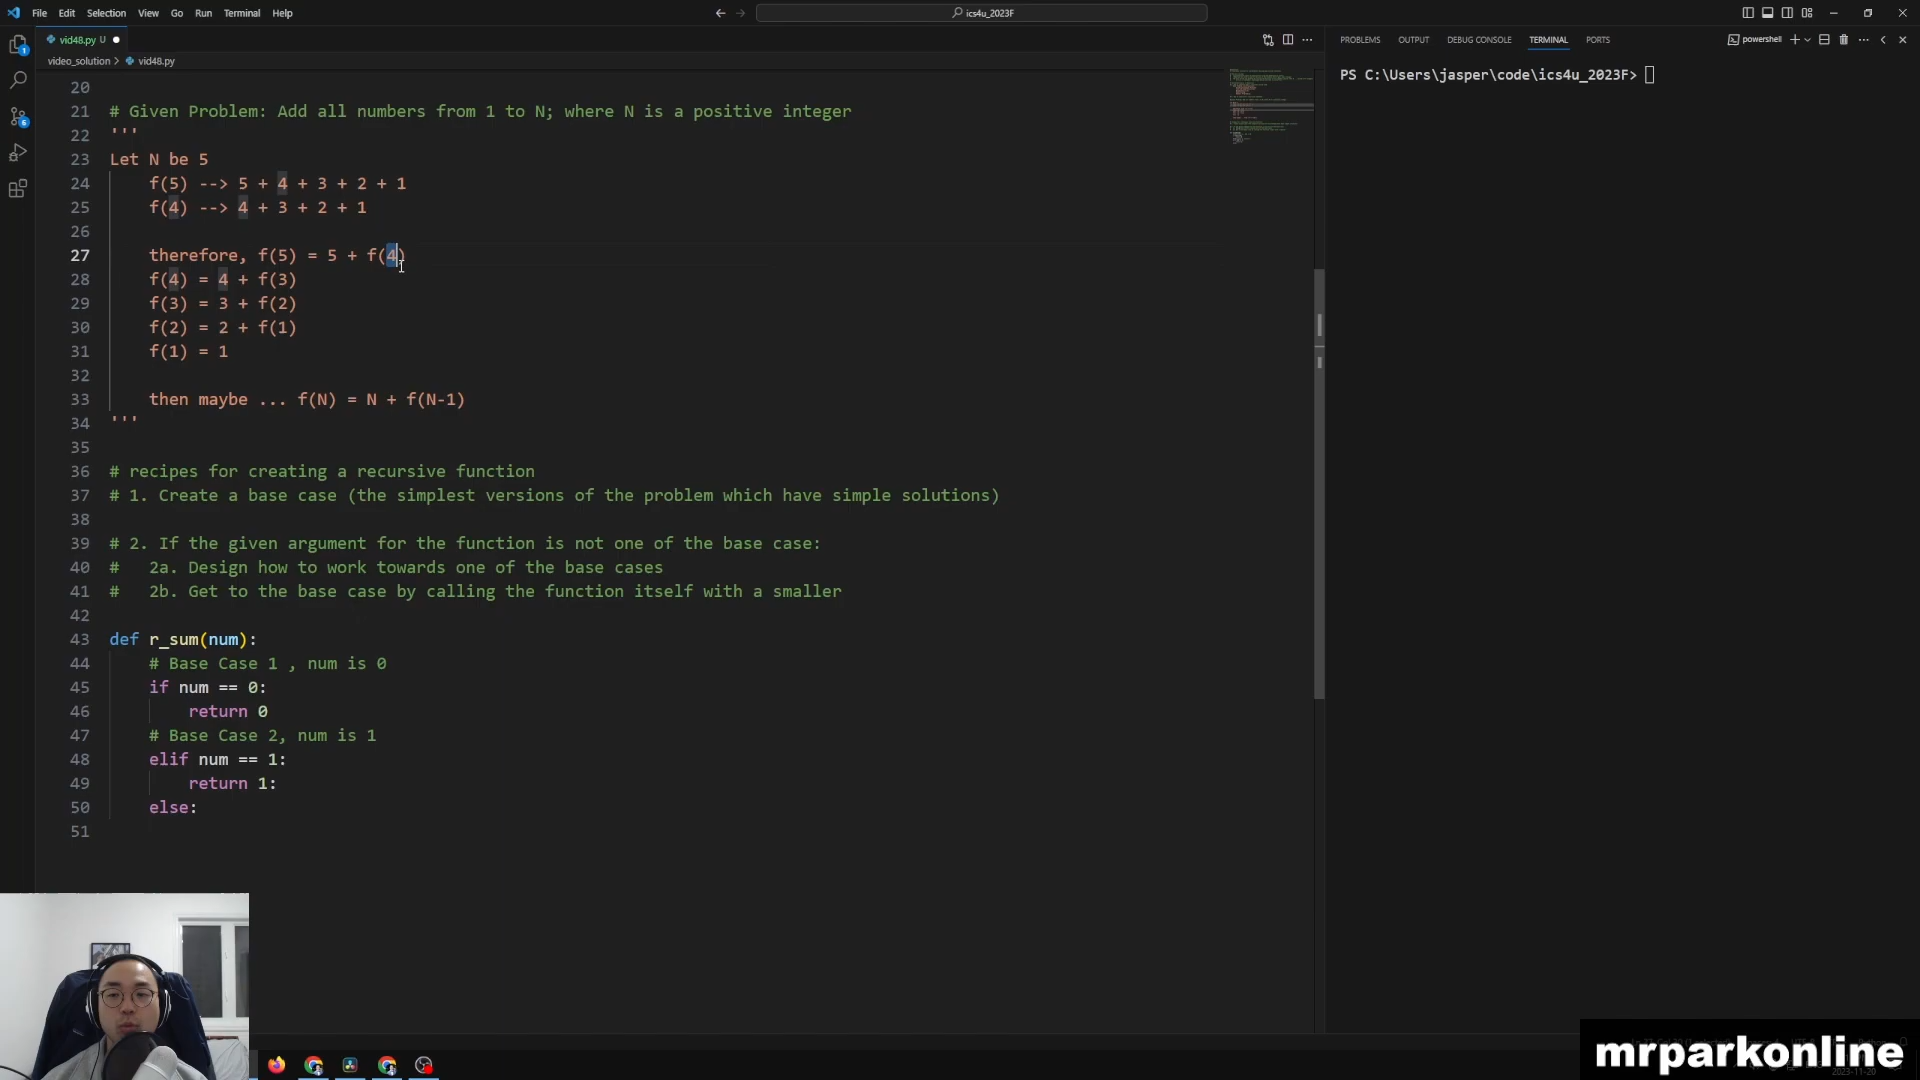 File Edit Selection View Go Run Terminal Help
ics4u_2023F
vid48.py U
video_solution > vid48.py
20
21 # Given Problem: Add all numbers from 1 to N; where N is a positive integer
22 '''
23 Let N be 5
24 f(5) --> 5 + 4 + 3 + 2 + 1
25 f(4) --> 4 + 3 + 2 + 1
26
27 therefore, f(5) = 5 + f(4)
28 f(4) = 4 + f(3)
29 f(3) = 3 + f(2)
30 f(2) = 2 + f(1)
31 f(1) = 1
32
33 then maybe ... f(N) = N + f(N-1)
34 '''
35
36 # recipes for creating a recursive function
37 # 1. Create a base case (the simplest versions of the problem which have simple solutions)
38
39 # 2. If the given argument for the function is not one of the base case:
40 # 2a. Design how to work towards one of the base cases
41 # 2b. Get to the base case by calling the function itself with a smaller
42
43 def r_sum(num):
44 # Base Case 1 , num is 0
45 if num == 0:
46 return 0
47 # Base Case 2, num is 1
48 elif num == 1:
49 return 1:
50 else:
51
PROBLEMS OUTPUT DEBUG CONSOLE TERMINAL PORTS
powershell
PS C:\Users\jasper\code\ics4u_2023F>
mrparkonline
2023-11-20